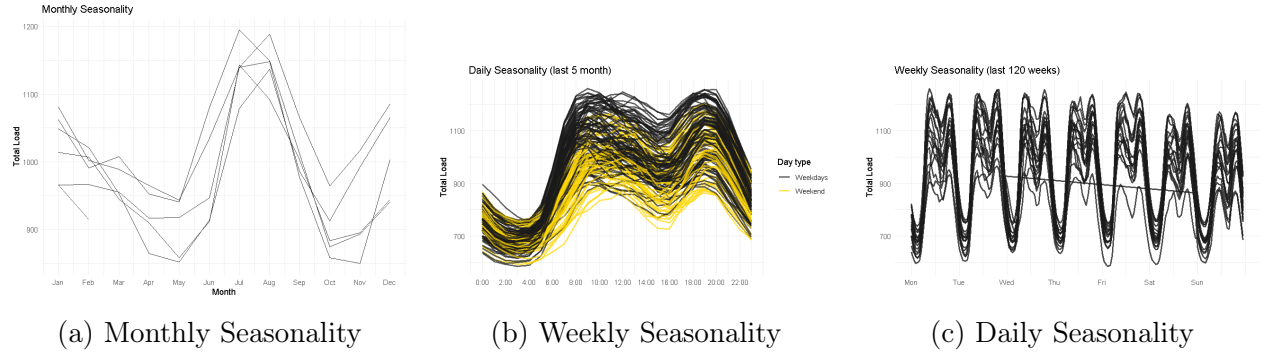 Monthly Seasonality
1200
1100
1000
900
Total Load
Jan Feb Mar Apr May Jun Jul Aug Sep Oct Nov Dec
Month
(a) Monthly Seasonality
Daily Seasonality (last 5 month)
1100
900
700
Total Load
0:00 2:00 4:00 6:00 8:00 10:00 12:00 14:00 16:00 18:00 20:00 22:00
Day type
Weekdays
Weekend
(b) Weekly Seasonality
Weekly Seasonality (last 120 weeks)
1100
900
700
Total Load
Mon Tue Wed Thu Fri Sat Sun
(c) Daily Seasonality